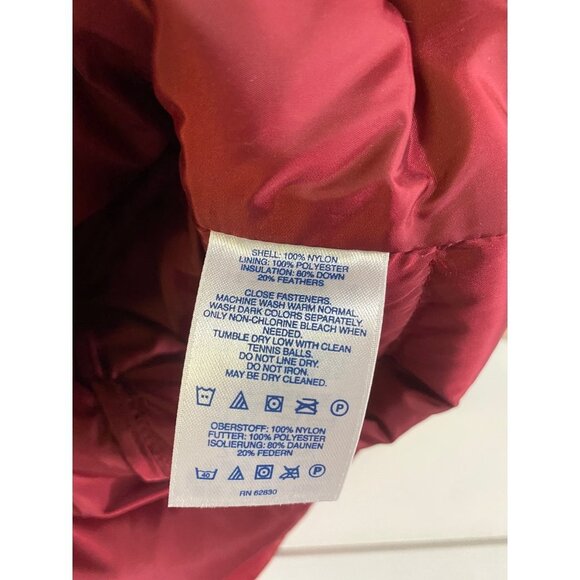 SHELL: 100% NYLON
LINING: 100% POLYESTER
INSULATION: 80% DOWN
20% FEATHERS
CLOSE FASTENERS.
MACHINE WASH WARM NORMAL.
WASH DARK COLORS SEPARATELY.
ONLY NON-CHLORINE BLEACH WHEN
NEEDED.
TUMBLE DRY LOW WITH CLEAN
TENNIS BALLS.
DO NOT LINE DRY.
DO NOT IRON.
MAY BE DRY CLEANED.
P
OBERSTOFF: 100% NYLON
FUTTER: 100% POLYESTER
ISOLIERUNG: 80% DAUNEN
20% FEDERN
40 P
RN 62830